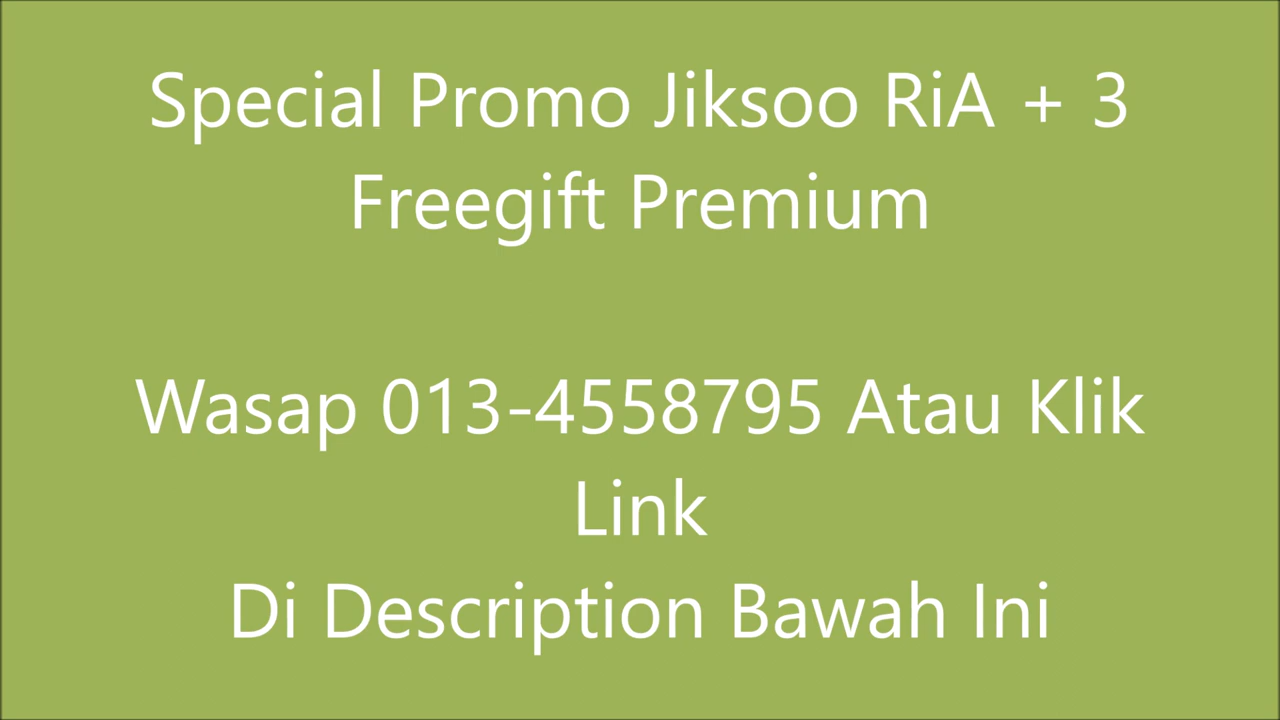 Special Promo Jiksoo RiA + 3
Freegift Premium
Wasap 013-4558795 Atau Klik
Link
Di Description Bawah Ini